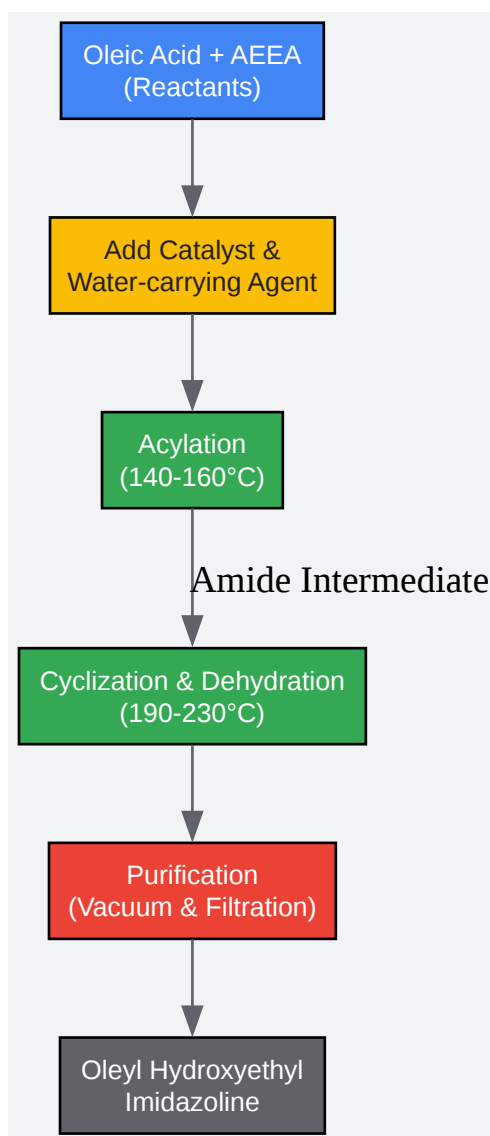 Oleic Acid + AEEA
(Reactants)
Add Catalyst &
Water-carrying Agent
Acylation
(140-160°C)
Amide Intermediate
Cyclization & Dehydration
(190-230°C)
Purification
(Vacuum & Filtration)
Oleyl Hydroxyethyl
Imidazoline